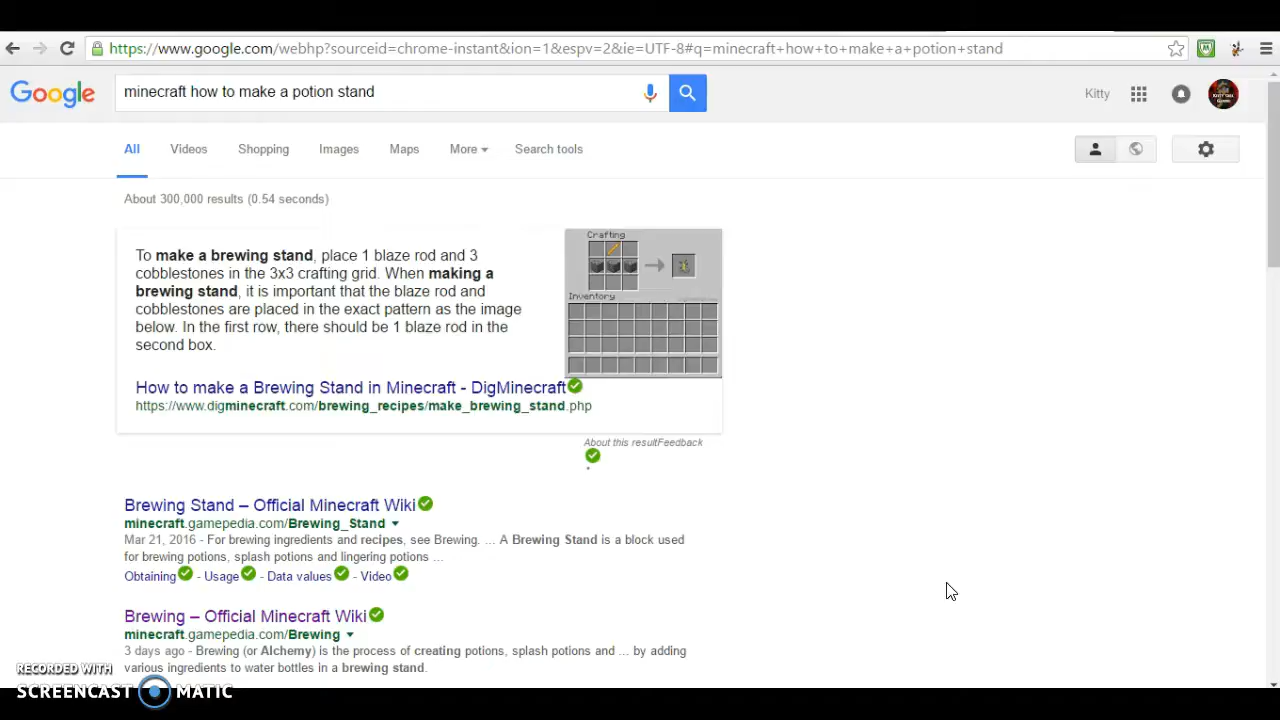 https://www.google.com/webhp?sourceid=chrome-instant&ion=1&espv=2&ie=UTF-8#q=minecraft+how+to+make+a+potion+stand
Google
minecraft how to make a potion stand
Kitty
All Videos Shopping Images Maps More Search tools
About 300,000 results (0.54 seconds)
To make a brewing stand, place 1 blaze rod and 3
cobblestones in the 3x3 crafting grid. When making a
brewing stand, it is important that the blaze rod and
cobblestones are placed in the exact pattern as the image
below. In the first row, there should be 1 blaze rod in the
second box.
Crafting
Inventory
How to make a Brewing Stand in Minecraft - DigMinecraft
https://www.digminecraft.com/brewing_recipes/make_brewing_stand.php
About this resultFeedback
Brewing Stand – Official Minecraft Wiki
minecraft.gamepedia.com/Brewing_Stand
Mar 21, 2016 - For brewing ingredients and recipes, see Brewing. ... A Brewing Stand is a block used
for brewing potions, splash potions and lingering potions ...
Obtaining - Usage - Data values - Video
Brewing – Official Minecraft Wiki
minecraft.gamepedia.com/Brewing
3 days ago - Brewing (or Alchemy) is the process of creating potions, splash potions and ... by adding
various ingredients to water bottles in a brewing stand.
RECORDED WITH
SCREENCAST MATIC